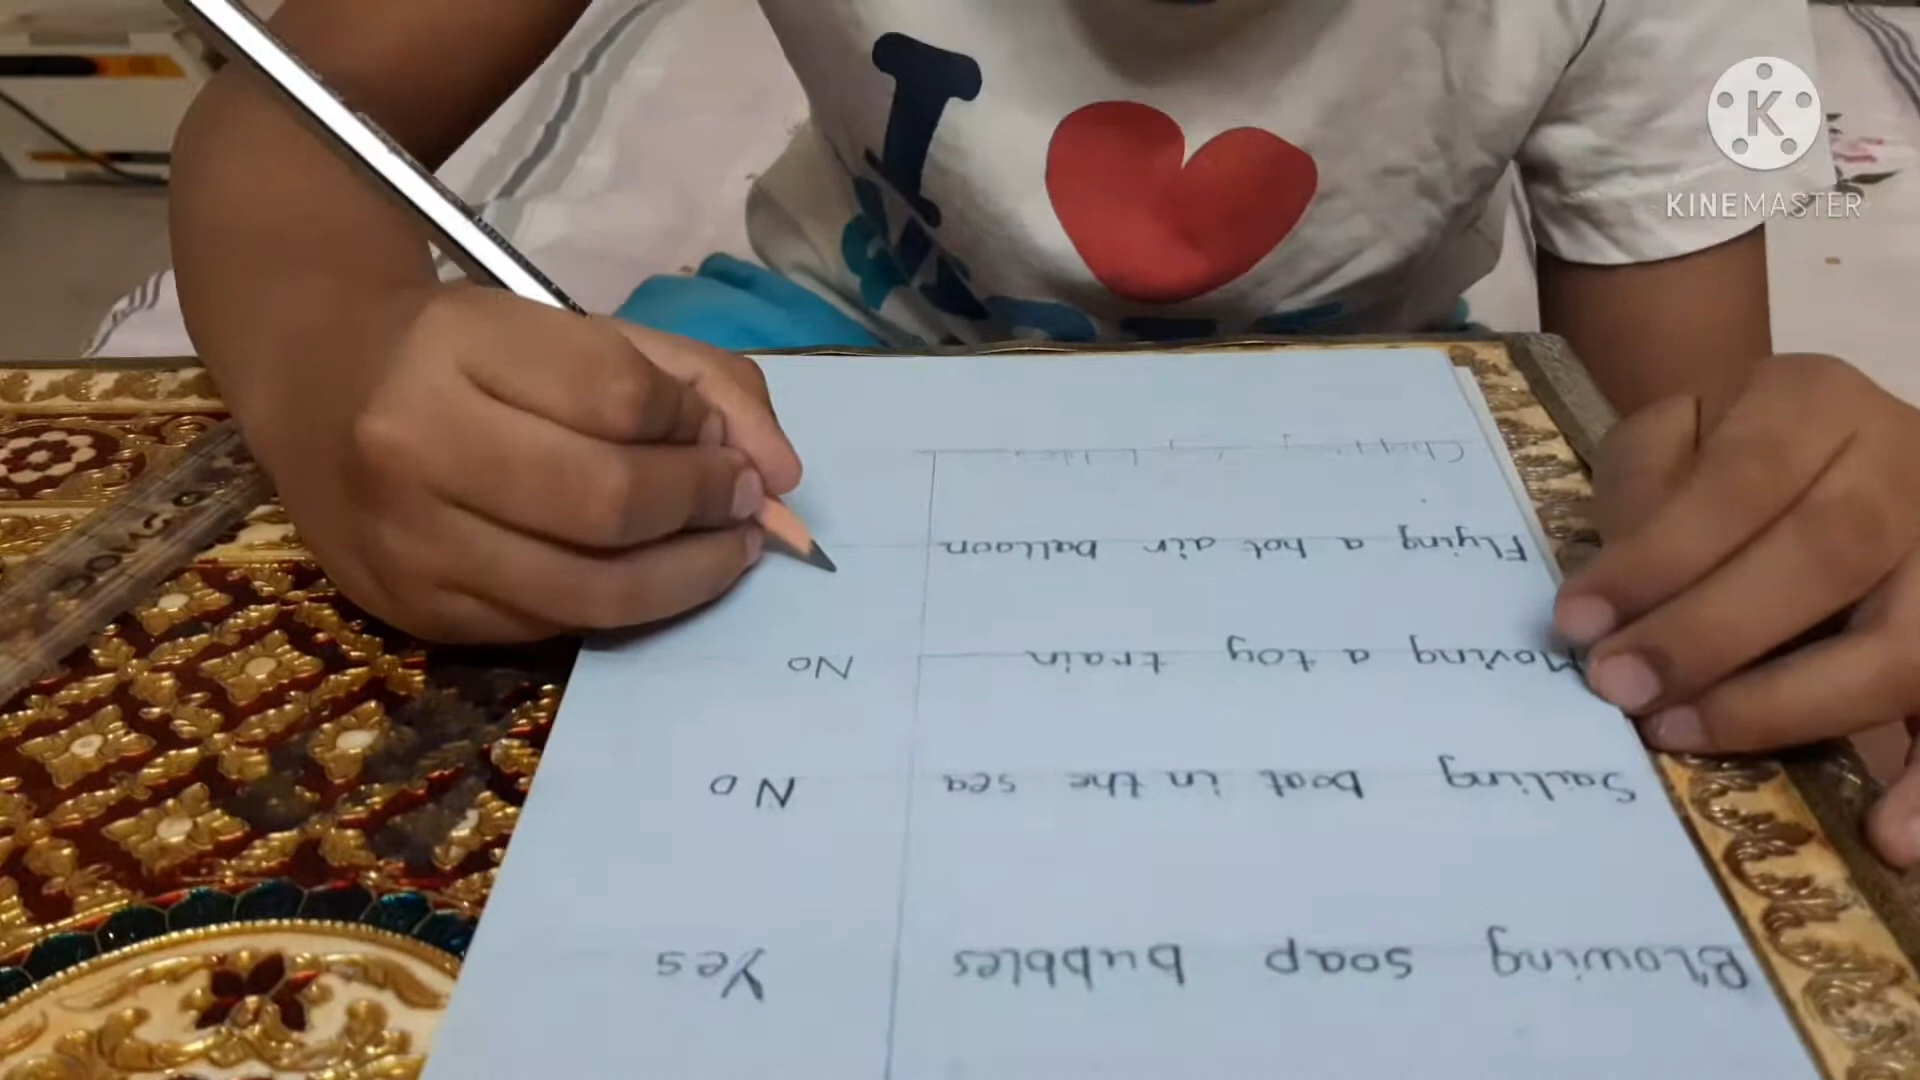 K
KINEMASTER
I
Blowing soap bubbles Yes
Sailing boat in the sea No
Moving a toy train No
Flying a hot air balloon
Chopping